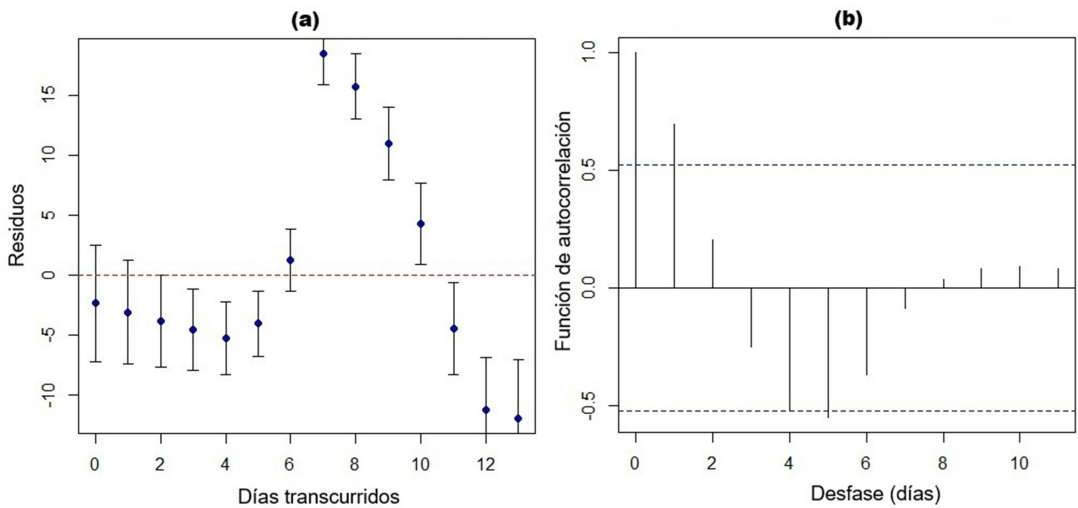 (a)
Residuos
15
10
5
0
-5
-10
0 2 4 6 8 10 12
Días transcurridos
(b)
Función de autocorrelación
1.0
0.5
0.0
-0.5
0 2 4 6 8 10
Desfase (días)